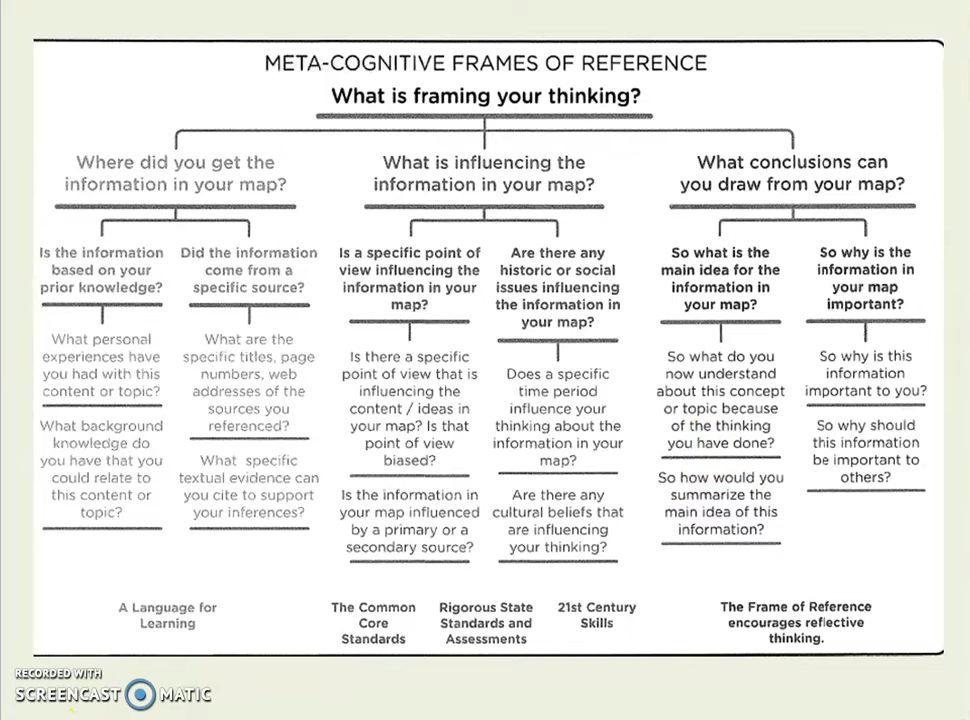 META-COGNITIVE FRAMES OF REFERENCE
What is framing your thinking?
Where did you get the
information in your map?
Is the information
based on your
prior knowledge?
What personal
experiences have
you had with this
content or topic?
What background
knowledge do
you have that you
could relate to
this content or
topic?
Did the information
come from a
specific source?
What are the
specific titles, page
numbers, web
addresses of the
sources you
referenced?
What specific
textual evidence can
you cite to support
your inferences?
What is influencing the
information in your map?
Is a specific point of
view influencing the
information in your
map?
Is there a specific
point of view that is
influencing the
content / ideas in
your map? Is that
point of view
biased?
Is the information in
your map influenced
by a primary or a
secondary source?
Are there any
historic or social
issues influencing
the information in
your map?
Does a specific
time period
influence your
thinking about the
information in your
map?
Are there any
cultural beliefs that
are influencing
your thinking?
What conclusions can
you draw from your map?
So what is the
main idea for the
information in
your map?
So what do you
now understand
about this concept
or topic because
of the thinking
you have done?
So how would you
summarize the
main idea of this
information?
So why is the
information in
your map
important?
So why is this
information
important to you?
So why should
this information
be important to
others?
A Language for
Learning
The Common
Core
Standards
Rigorous State
Standards and
Assessments
21st Century
Skills
The Frame of Reference
encourages reflective
thinking.
RECORDED WITH
SCREENCAST MATIC